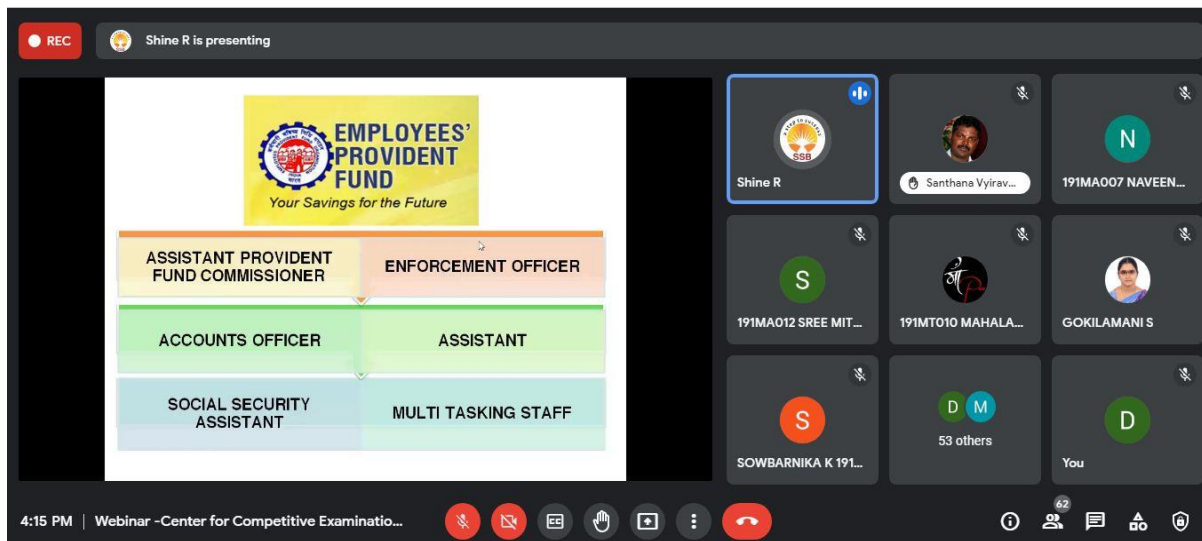 REC
Shine R is presenting
EMPLOYEES'
PROVIDENT
FUND
Your Savings for the Future
ASSISTANT PROVIDENT
FUND COMMISSIONER
ENFORCEMENT OFFICER
ACCOUNTS OFFICER
ASSISTANT
SOCIAL SECURITY
ASSISTANT
MULTI TASKING STAFF
SSB
Shine R
Santhana Vyirav...
N
191MA007 NAVEEN...
S
191MA012 SREE MIT...
माँ
191MT010 MAHALA...
GOKILAMANI S
S
SOWBARNIKA K 191...
D M
53 others
D
You
4:15 PM | Webinar -Center for Competitive Examinatio...
CC
62